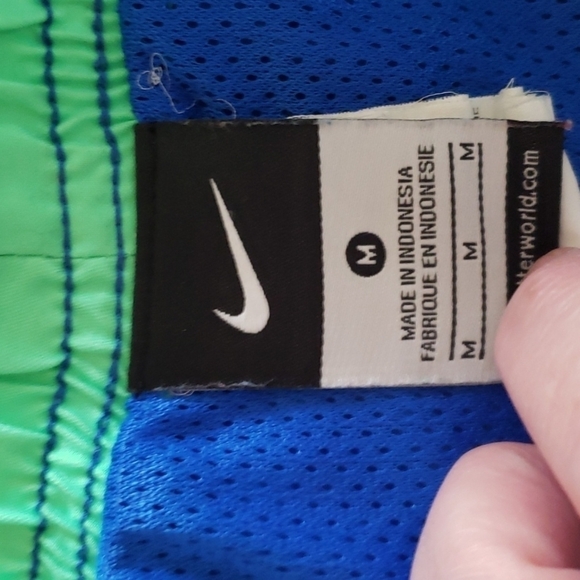 M
MADE IN INDONESIA
FABRIQUE EN INDONESIE
M M M